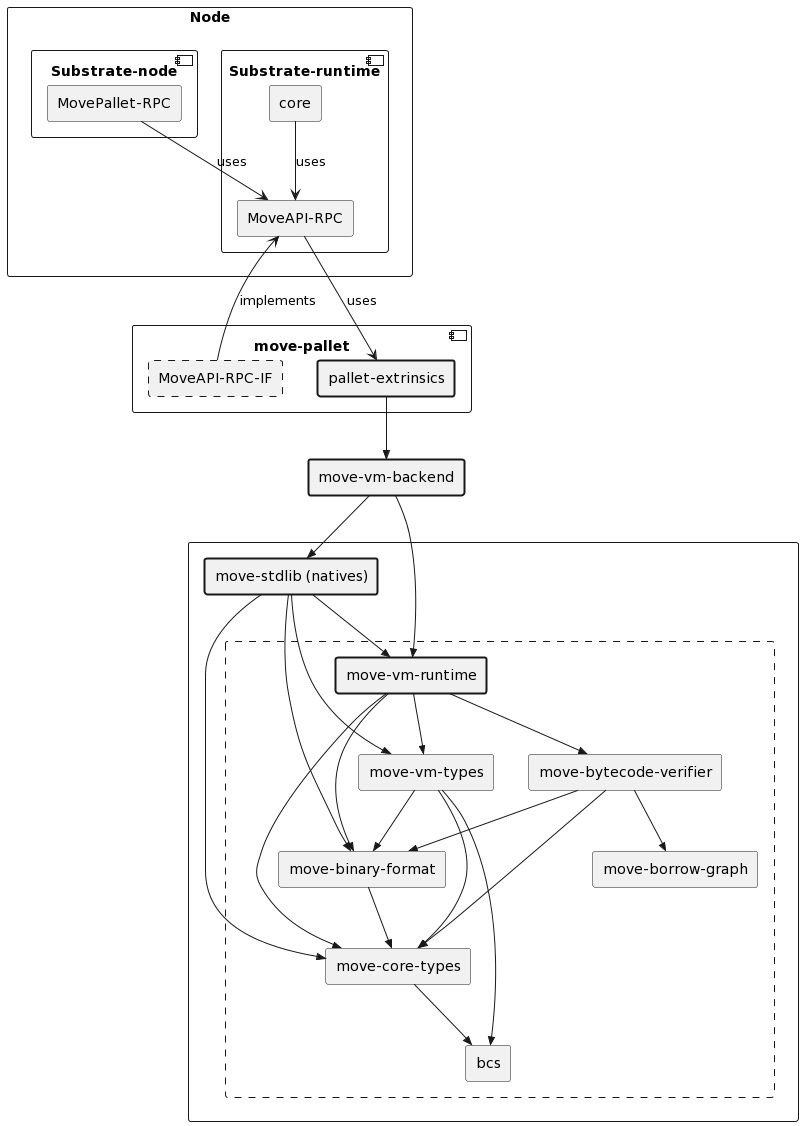 Node
Substrate-node
Substrate-runtime
MovePallet-RPC
core
uses
uses
MoveAPI-RPC
implements
uses
move-pallet
MoveAPI-RPC-IF
pallet-extrinsics
move-vm-backend
move-stdlib (natives)
move-vm-runtime
move-vm-types
move-bytecode-verifier
move-binary-format
move-borrow-graph
move-core-types
bcs